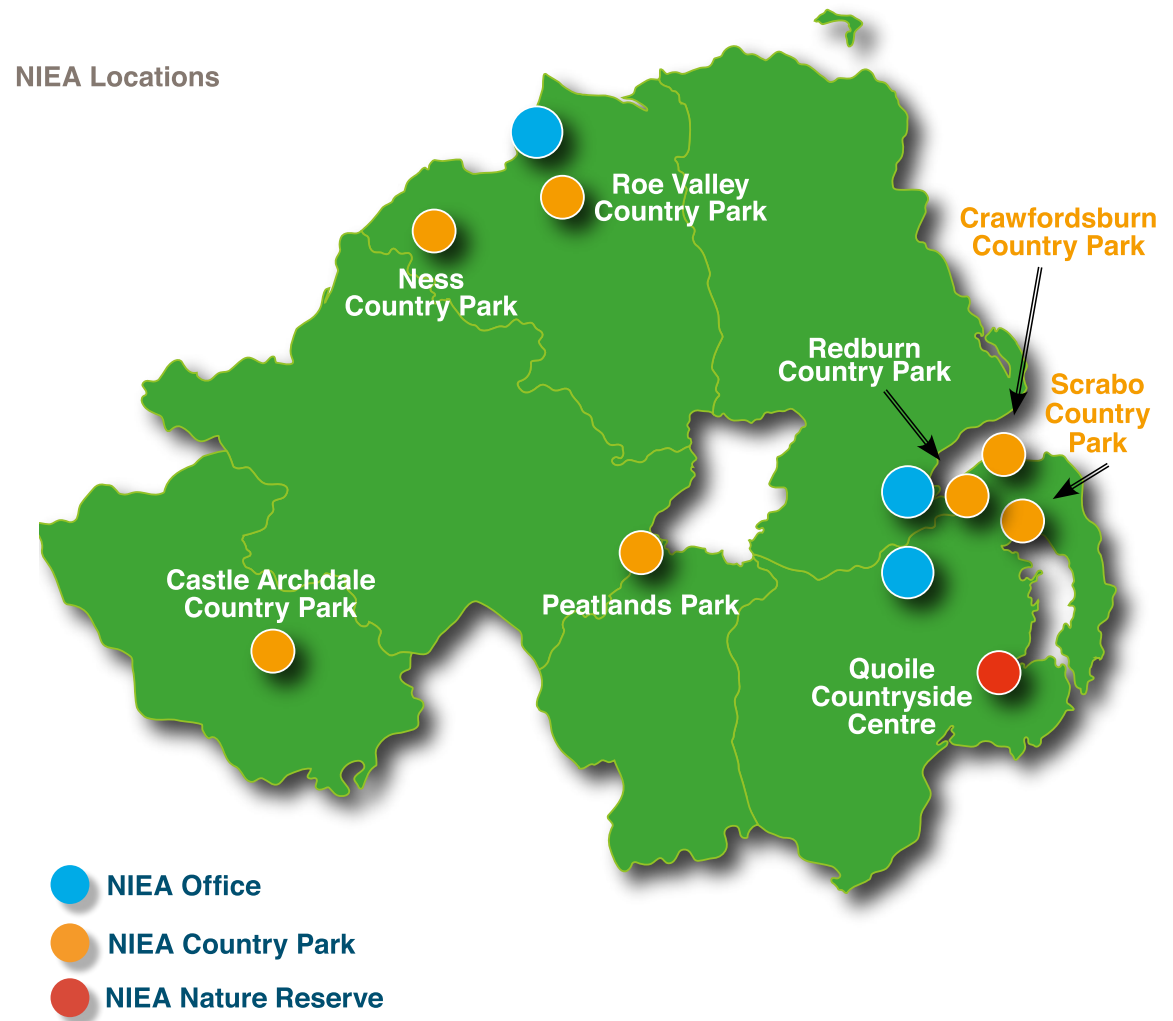 NIEA Locations
Roe Valley
Country Park
Crawfordsburn
Country Park
Ness
Country Park
Redburn
Country Park
Scrabo
Country
Park
Castle Archdale
Country Park
Peatlands Park
Quoile
Countryside
Centre
NIEA Office
NIEA Country Park
NIEA Nature Reserve